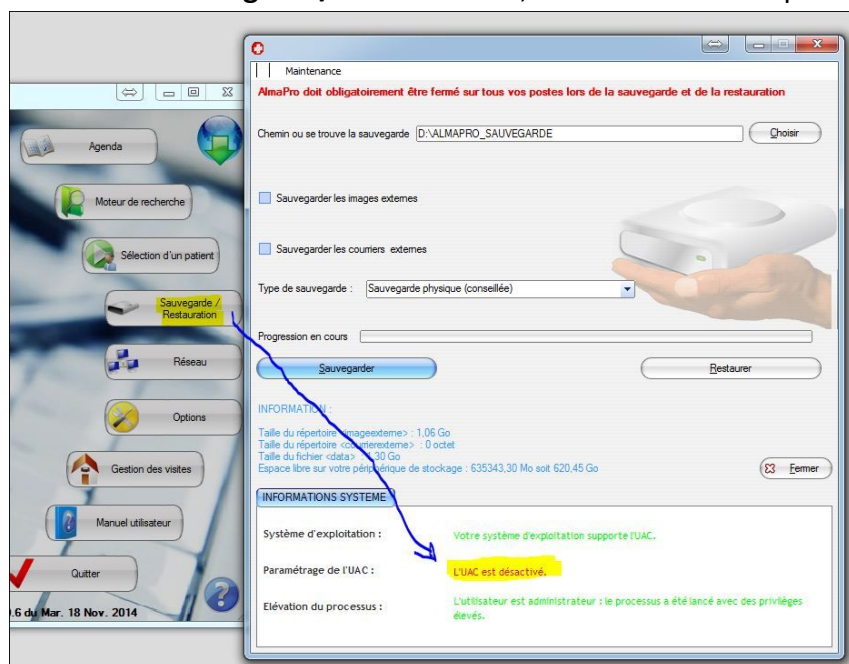 Agenda
Moteur de recherche
Sélection d'un patient
Sauvegarde /
Restauration
Réseau
Options
Gestion des visites
Manuel utilisateur
Quitter
.6 du Mar. 18 Nov. 2014
Maintenance
AlmaPro doit obligatoirement être fermé sur tous vos postes lors de la sauvegarde et de la restauration
Chemin ou se trouve la sauvegarde D:\ALMAPRO_SAUVEGARDE Choisir
Sauvegarder les images externes
Sauvegarder les courriers externes
Type de sauvegarde : Sauvegarde physique (conseillée)
Progression en cours
Sauvegarder Restaurer
INFORMATION :
Taille du répertoire <imageexterne> : 1,06 Go
Taille du répertoire <courrierexterne> : 0 octet
Taille du fichier <data> : 1,30 Go
Espace libre sur votre périphérique de stockage : 635343,30 Mo soit 620,45 Go
Fermer
INFORMATIONS SYSTEME
Système d'exploitation : Votre système d'exploitation supporte l'UAC.
Paramétrage de l'UAC : L'UAC est désactivé.
Elévation du processus : L'utilisateur est administrateur : le processus a été lancé avec des privilèges
élevés.